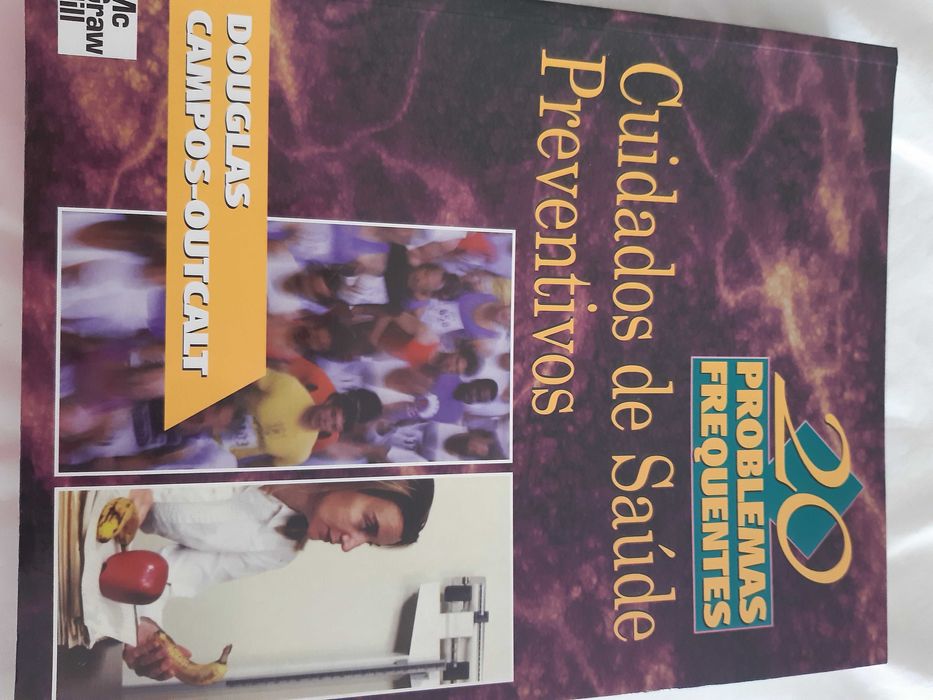 20
PROBLEMAS
FREQUENTES
Cuidados de Saúde
Preventivos
DOUGLAS
CAMPOS-OUTCALT
Mc
Graw
Hill